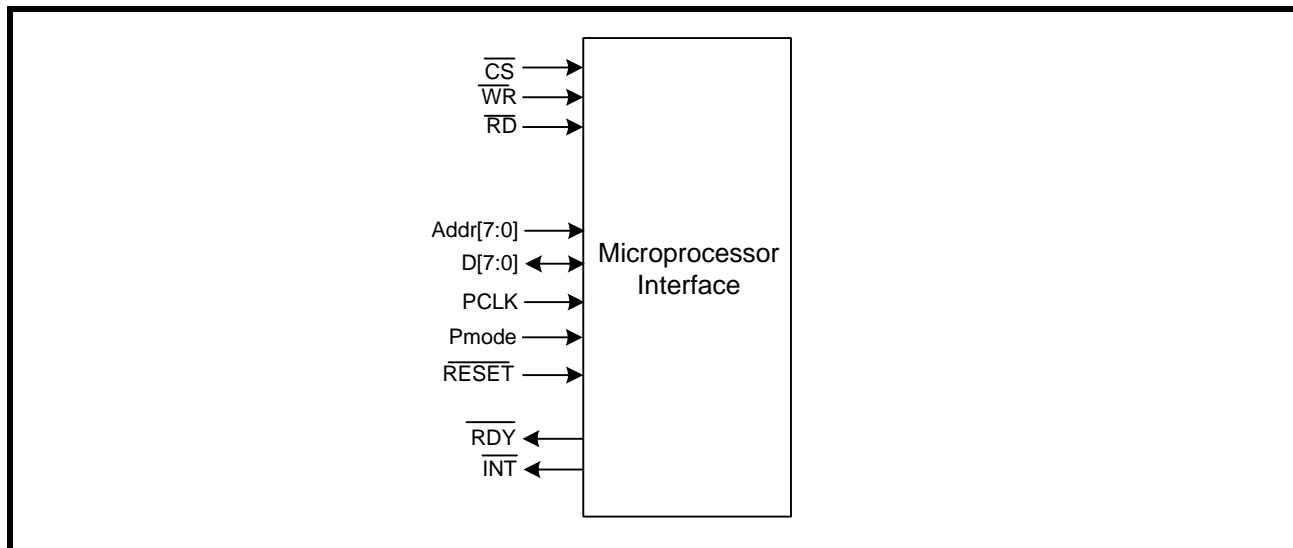 CS
WR
RD
Addr[7:0]
D[7:0]
PCLK
Pmode
RESET
RDY
INT
Microprocessor
Interface